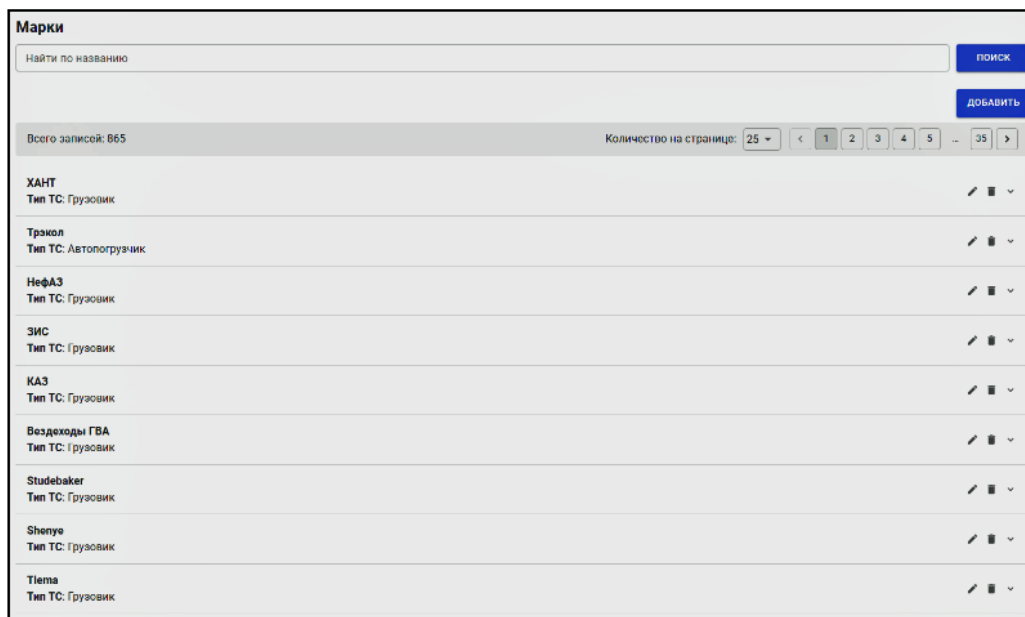 Марки
Найти по названию
ПОИСК
ДОБАВИТЬ
Всего записей: 865 Количество на странице: 25 < 1 2 3 4 5 ... 35 >
ХАНТ
Тип ТС: Грузовик
Трэкол
Тип ТС: Автопогрузчик
НефАЗ
Тип ТС: Грузовик
ЗИС
Тип ТС: Грузовик
КАЗ
Тип ТС: Грузовик
Вездеходы ГВА
Тип ТС: Грузовик
Studebaker
Тип ТС: Грузовик
Shenye
Тип ТС: Грузовик
Tiema
Тип ТС: Грузовик